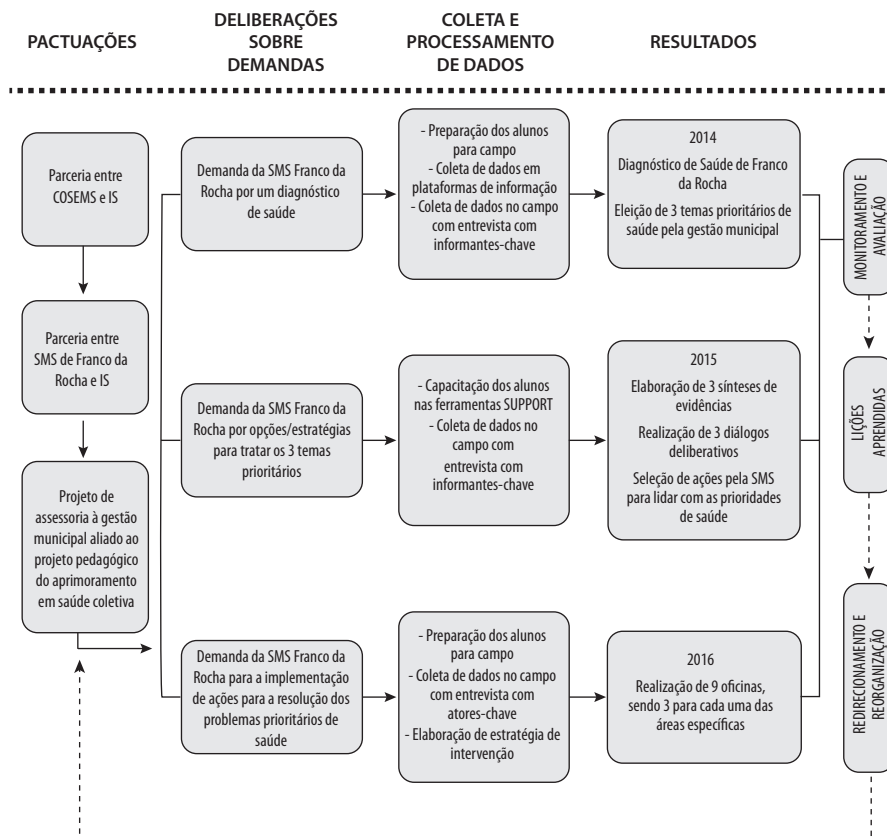 PACTUAÇÕES
DELIBERAÇÕES
SOBRE
DEMANDAS
COLETA E
PROCESSAMENTO
DE DADOS
RESULTADOS
Parceria entre
COSEMS e IS
Parceria entre
SMS de Franco da
Rocha e IS
Projeto de
assessoria à gestão
municipal aliado ao
projeto pedagógico
do aprimoramento
em saúde coletiva
Demanda da SMS Franco da
Rocha por um diagnóstico
de saúde
- Preparação dos alunos
para campo
- Coleta de dados em
plataformas de informação
- Coleta de dados no campo
com entrevista com
informantes-chave
2014
Diagnóstico de Saúde de Franco
da Rocha
Eleição de 3 temas prioritários de
saúde pela gestão municipal
Demanda da SMS Franco da
Rocha por opções/estratégias
para tratar os 3 temas
prioritários
- Capacitação dos alunos
nas ferramentas SUPPORT
- Coleta de dados no
campo com
entrevista com
informantes-chave
2015
Elaboração de 3 sínteses de
evidências
Realização de 3 diálogos
deliberativos
Seleção de ações pela SMS
para lidar com as prioridades
de saúde
Demanda da SMS Franco da
Rocha para a implementação
de ações para a resolução dos
problemas prioritários de
saúde
- Preparação dos alunos
para campo
- Coleta de dados no campo
com entrevista com
atores-chave
- Elaboração de estratégia de
intervenção
2016
Realização de 9 oficinas,
sendo 3 para cada uma das
áreas específicas
MONITORAMENTO E
AVALIAÇÃO
LIÇÕES
APRENDIDAS
REDIRECIONAMENTO E
REORGANIZAÇÃO